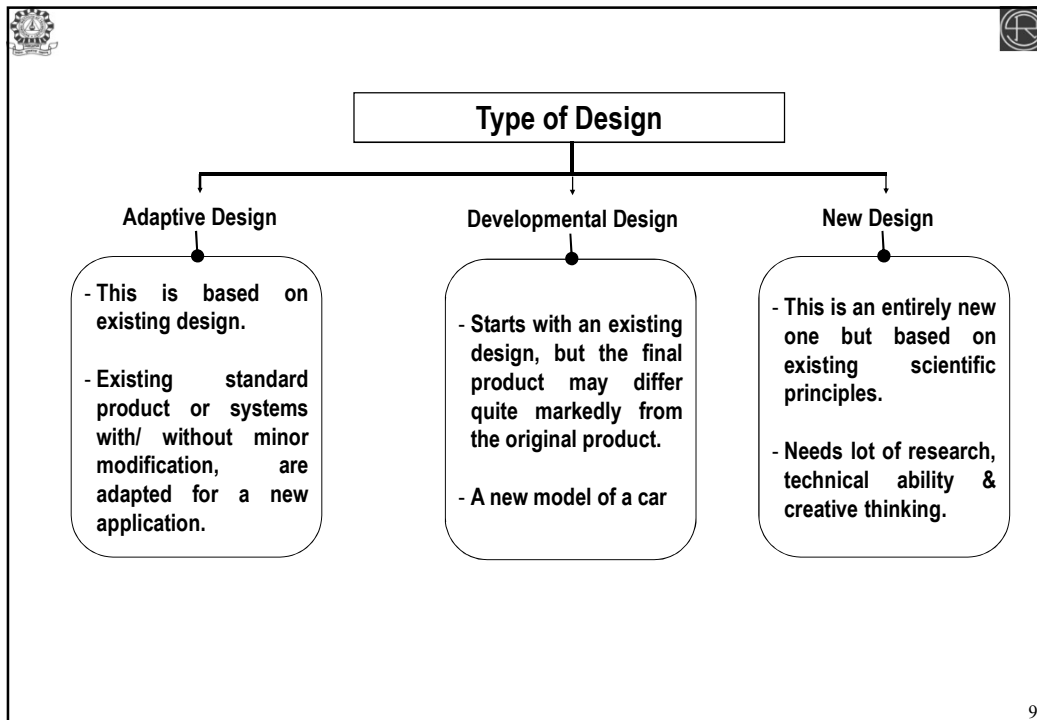 Type of Design
Adaptive Design
- This is based on
existing design.
- Existing standard
product or systems
with/ without minor
modification, are
adapted for a new
application.
Developmental Design
- Starts with an existing
design, but the final
product may differ
quite markedly from
the original product.
- A new model of a car
New Design
- This is an entirely new
one but based on
existing scientific
principles.
- Needs lot of research,
technical ability &
creative thinking.
9